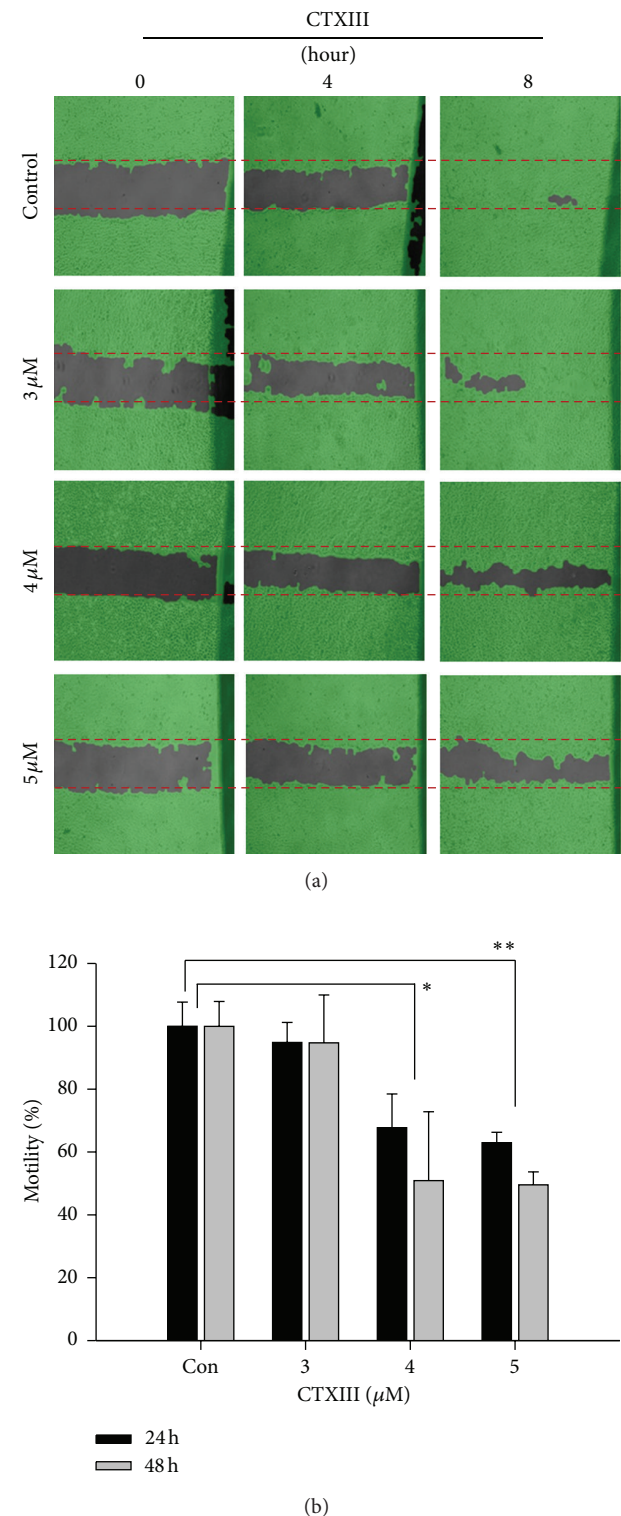 CTXIII
(hour)
0 4 8
Control
3 μM
4 μM
5 μM
(a)
**
*
120
100
80
60
40
20
0
Motility (%)
Con 3 4 5
CTXIII (μM)
24 h
48 h
(b)